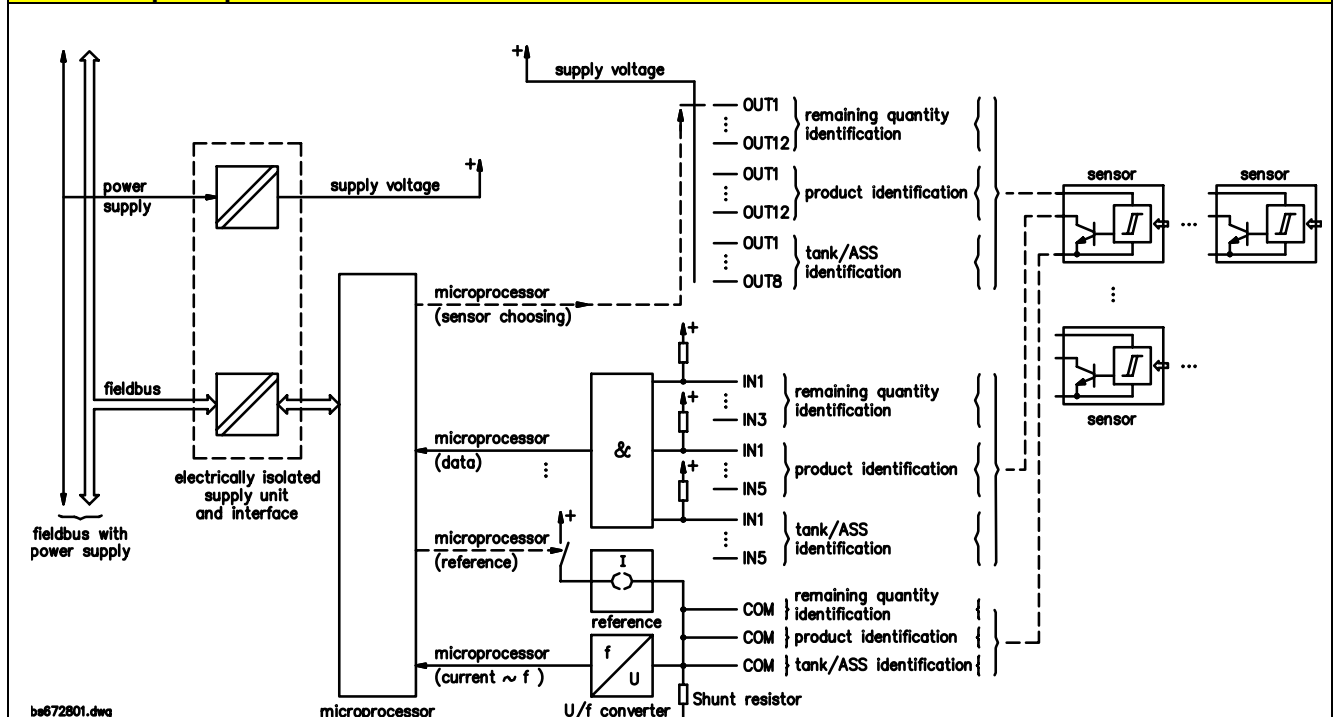 +
supply voltage
OUT1
OUT12
remaining quantity
identification
OUT1
OUT12
product identification
OUT1
OUT8
tank/ASS
identification
sensor
sensor
sensor
power
supply
supply voltage
+
microprocessor
(sensor choosing)
fieldbus
electrically isolated
supply unit
and interface
fieldbus with
power supply
+
+
+
&
IN1
IN3
remaining quantity
identification
IN1
IN5
product identification
IN1
IN5
tank/ASS
identification
microprocessor
(data)
microprocessor
(reference)
+
I
reference
COM
remaining quantity
identification
COM
product identification
COM
tank/ASS identification
microprocessor
(current ~ f )
f
U
U/f converter
Shunt resistor
microprocessor
bs672801.dwg